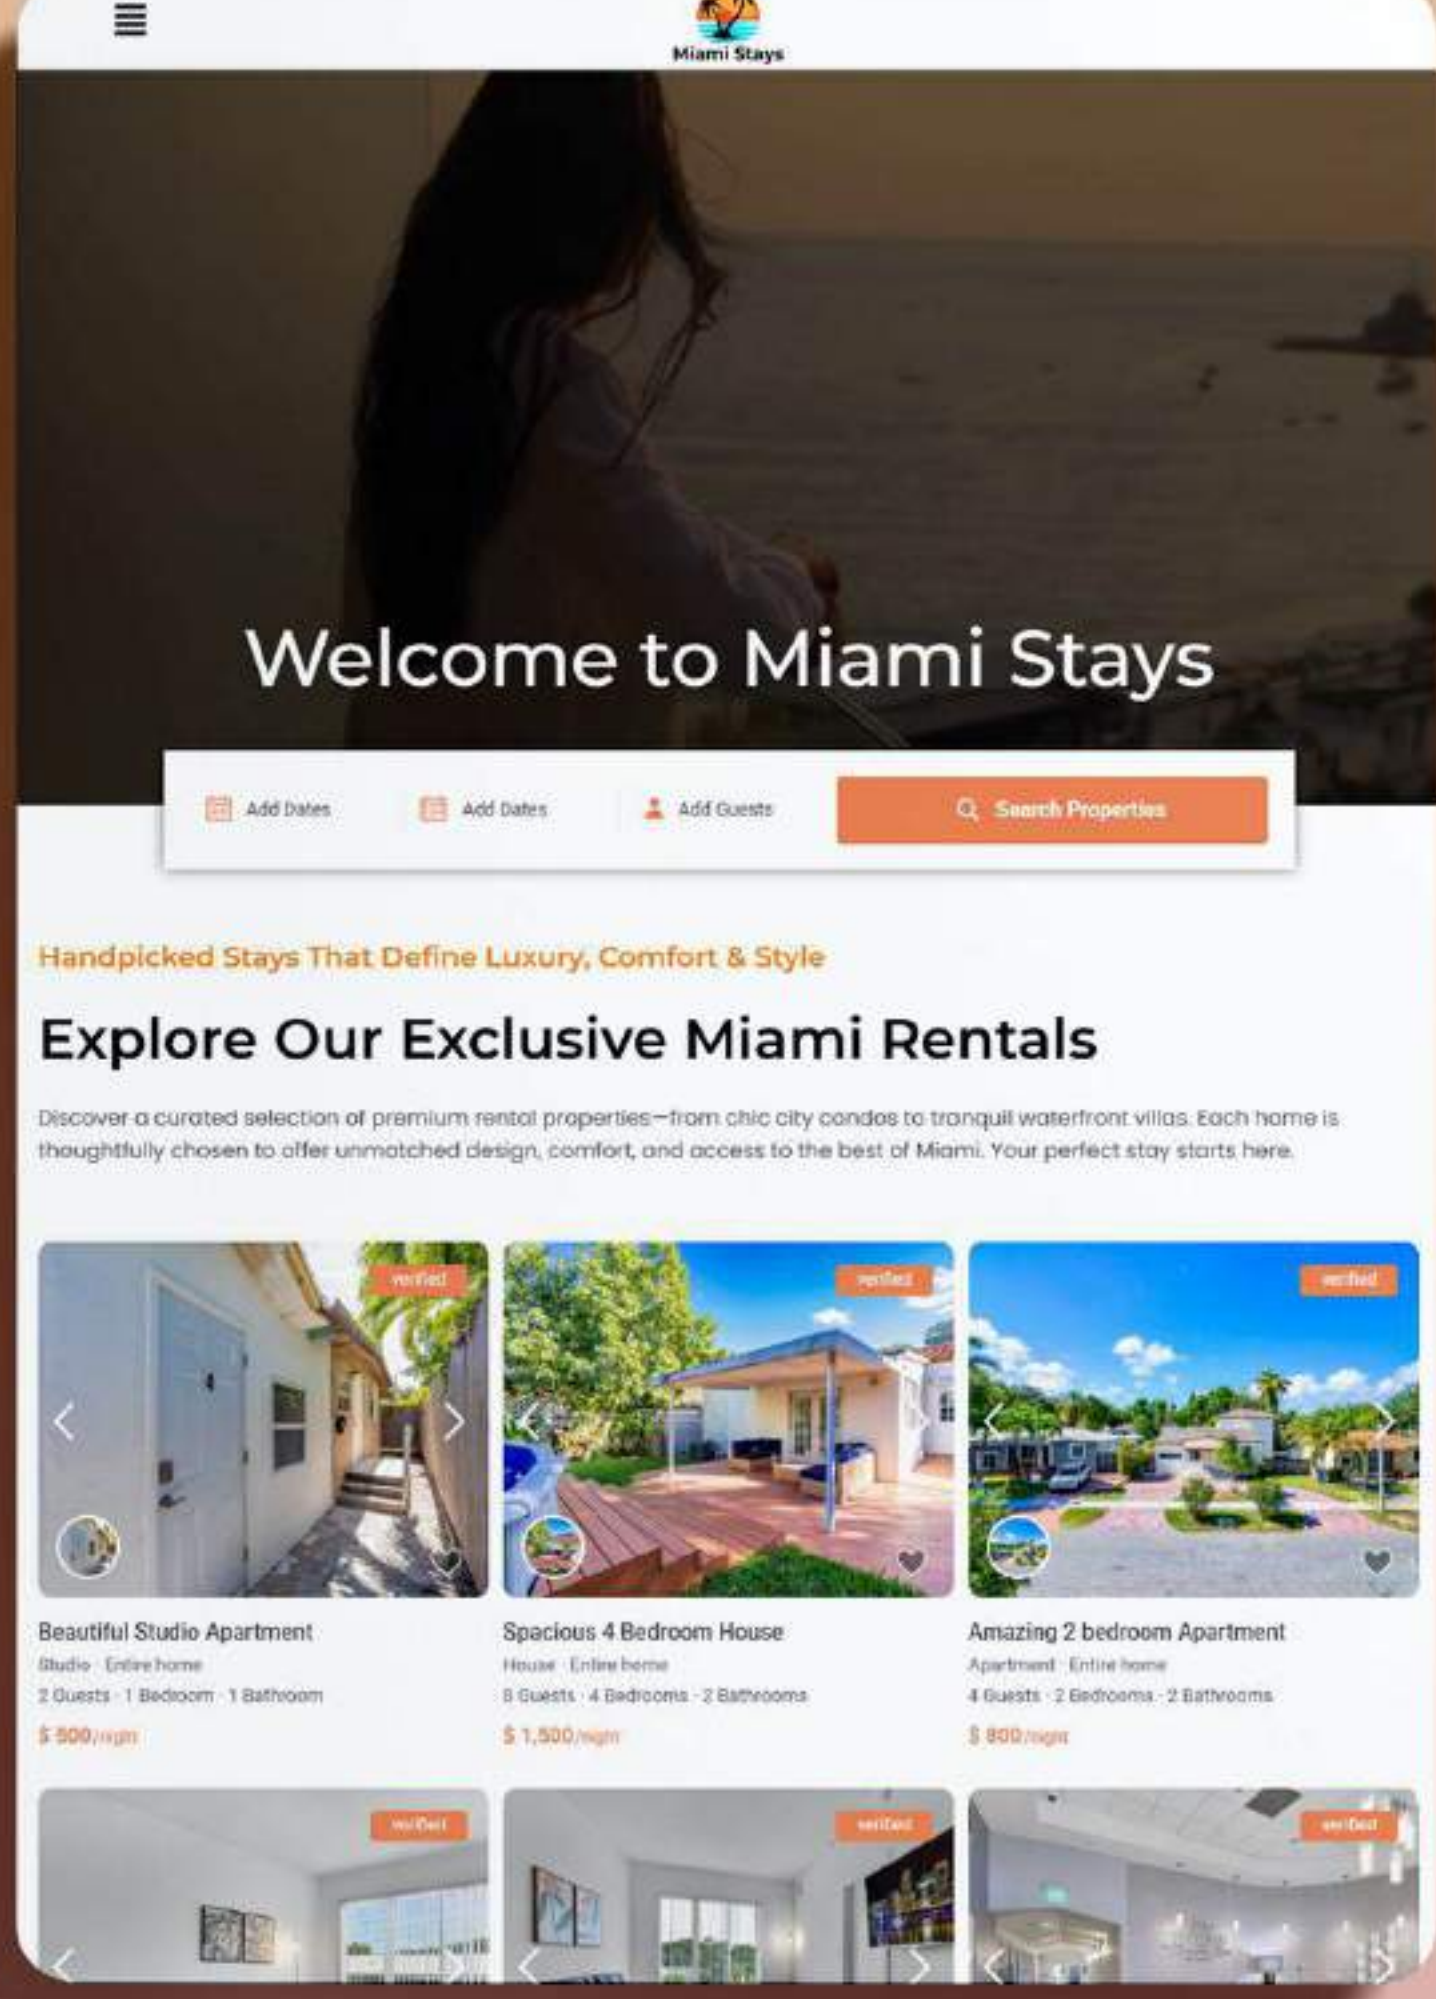 Miami Stays
Welcome to Miami Stays
Add Dates
Add Dates
Add Guests
Search Properties
Handpicked Stays That Define Luxury, Comfort & Style
Explore Our Exclusive Miami Rentals
Discover a curated selection of premium rental properties—from chic city condos to tranquil waterfront villas. Each home is
thoughtfully chosen to offer unmatched design, comfort, and access to the best of Miami. Your perfect stay starts here.
verified
verified
verified
4
Beautiful Studio Apartment
Studio · Entire home
2 Guests · 1 Bedroom · 1 Bathroom
$ 500/night
Spacious 4 Bedroom House
House · Entire home
8 Guests · 4 Bedrooms · 2 Bathrooms
$ 1,500/night
Amazing 2 bedroom Apartment
Apartment · Entire home
4 Guests · 2 Bedrooms · 2 Bathrooms
$ 800/night
verified
verified
verified